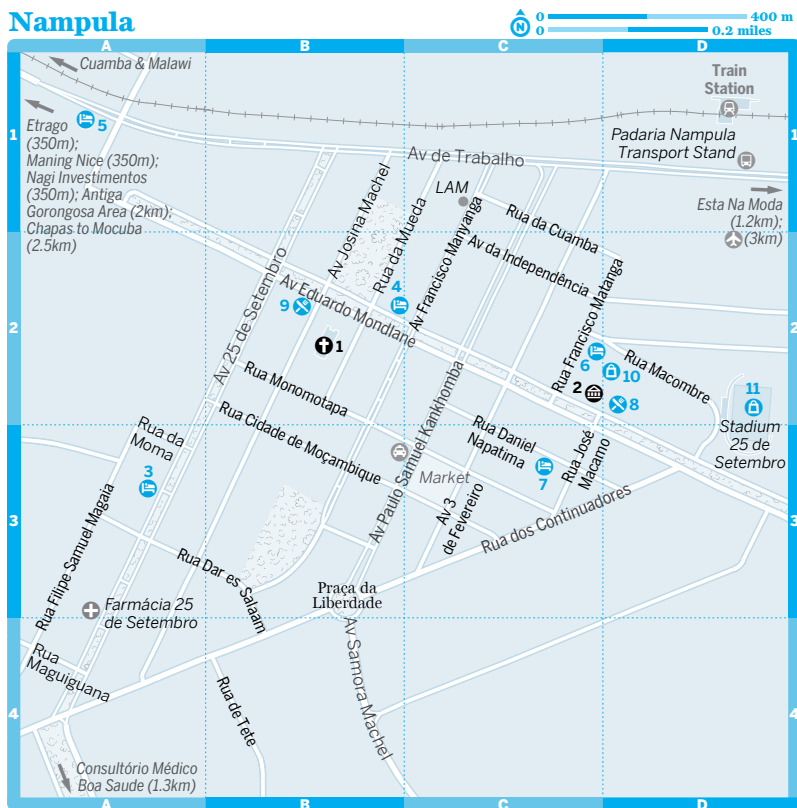 Nampula
N
0 400 m
0 0.2 miles
A B C D
Cuamba & Malawi
Train
Station
5
1 1
Etrago
(350m);
Maning Nice (350m);
Nagi Investimentos
(350m); Antiga
Gorongosa Area (2km);
Chapas to Mocuba
(2.5km)
Padaria Nampula
Transport Stand
Av de Trabalho
LAM
Esta Na Moda
(1.2km);
(3km)
Av Josina Machel
Rua da Mueda
Av Francisco Manyanga
Rua da Cuamba
Av da Independência
Rua Francisco Matanga
Av 25 de Setembro
Av Eduardo Mondlane
9
4
2 2
1
6
10
Rua Macombre
2
8
11
Stadium
25 de
Setembro
Rua Monomotapa
Rua Cidade de Moçambique
Av Paulo Samuel Kankhomba
Rua da
Moma
3
Market
Rua Daniel
Napatima
7
Rua José
Macamo
3 3
Av 3
de Fevereiro
Rua dos Continuadores
Rua Filipe Samuel Magaia
Rua Dar es Salaam
Praça da
Liberdade
Farmácia 25
de Setembro
Rua
Maguiguana
Rua de Tete
Av Samora Machel
4 4
Consultório Médico
Boa Saude (1.3km)
A B C D